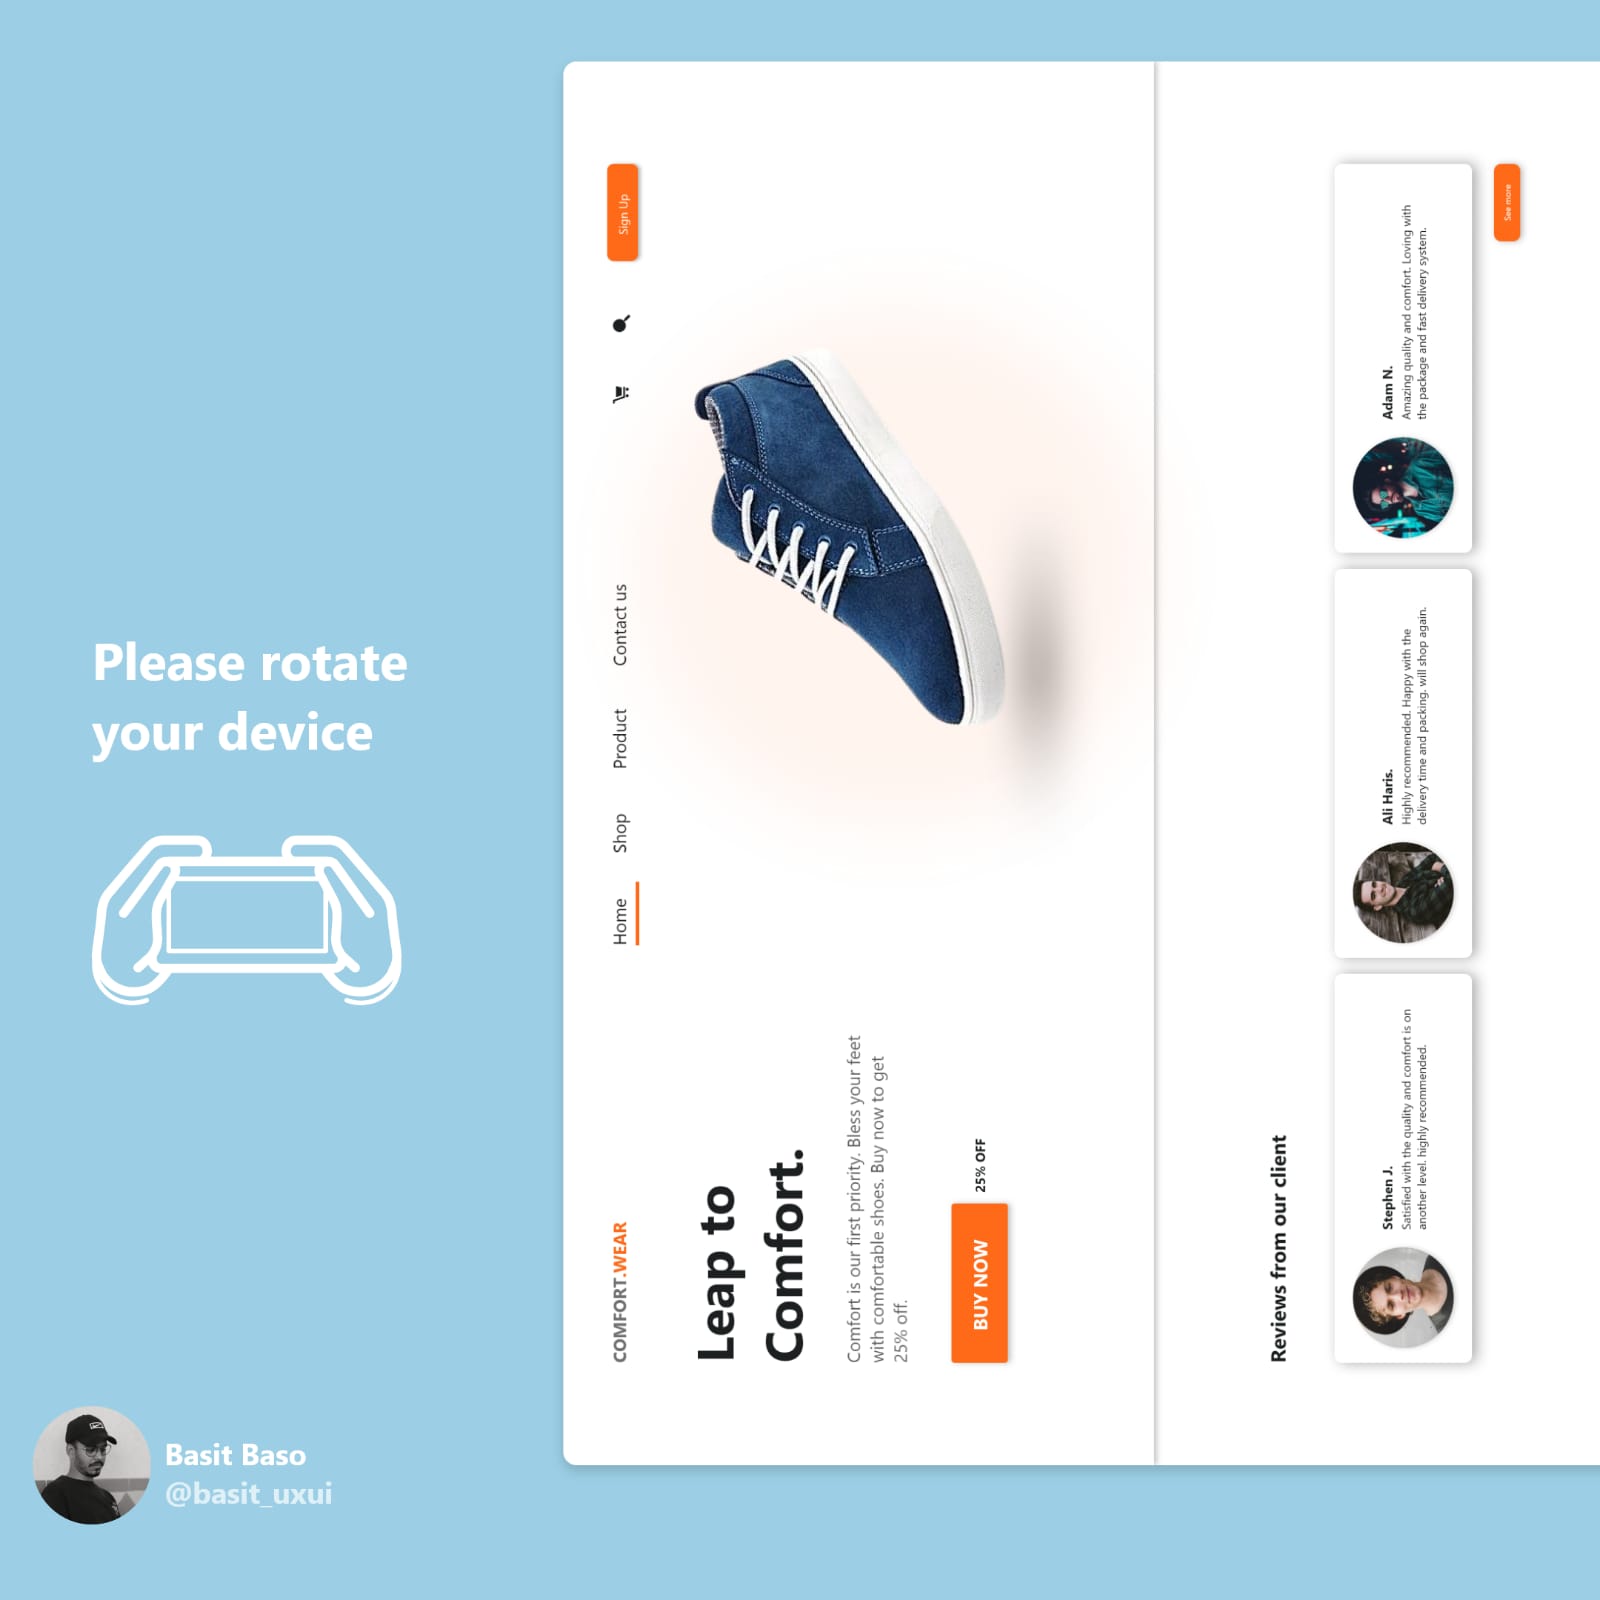 Please rotate
your device
Basit Baso
@basit_uxui
COMFORT.WEAR
Home
Shop
Product
Contact us
Sign Up
Leap to
Comfort.
Comfort is our first priority. Bless your feet
with comfortable shoes. Buy now to get
25% off.
BUY NOW
25% OFF
Reviews from our client
Stephen J.
Satisfied with the quality and comfort is on
another level. highly recommended.
Ali Haris.
Highly recommended. Happy with the
delivery time and packing. will shop again.
Adam N.
Amazing quality and comfort. Loving with
the package and fast delivery system.
See more